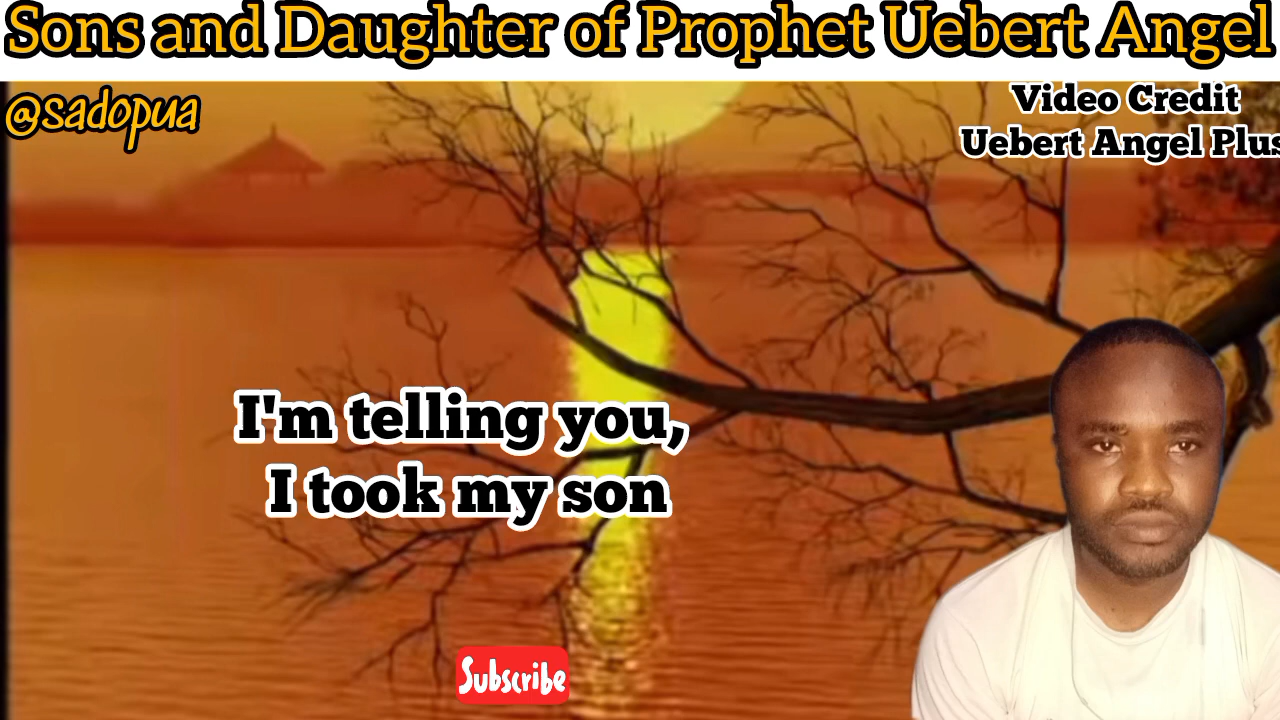 Sons and Daughter of Prophet Uebert Angel
@sadopua
Video Credit
Uebert Angel Plus
I'm telling you,
I took my son
Subscribe